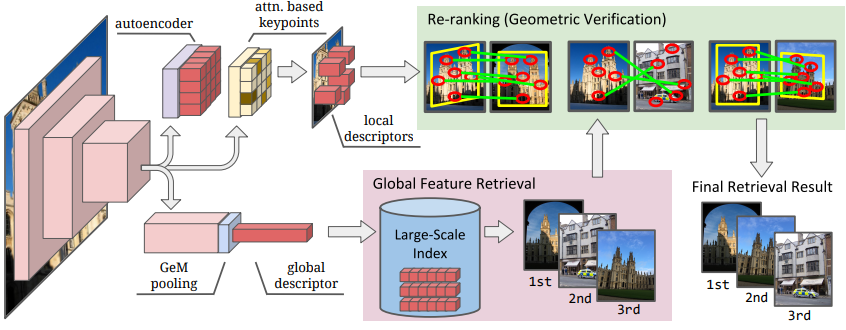 autoencoder
attn. based
keypoints
local
descriptors
Re-ranking (Geometric Verification)
GeM
pooling
global
descriptor
Global Feature Retrieval
Large-Scale
Index
1st
2nd
3rd
Final Retrieval Result
1st
2nd
3rd